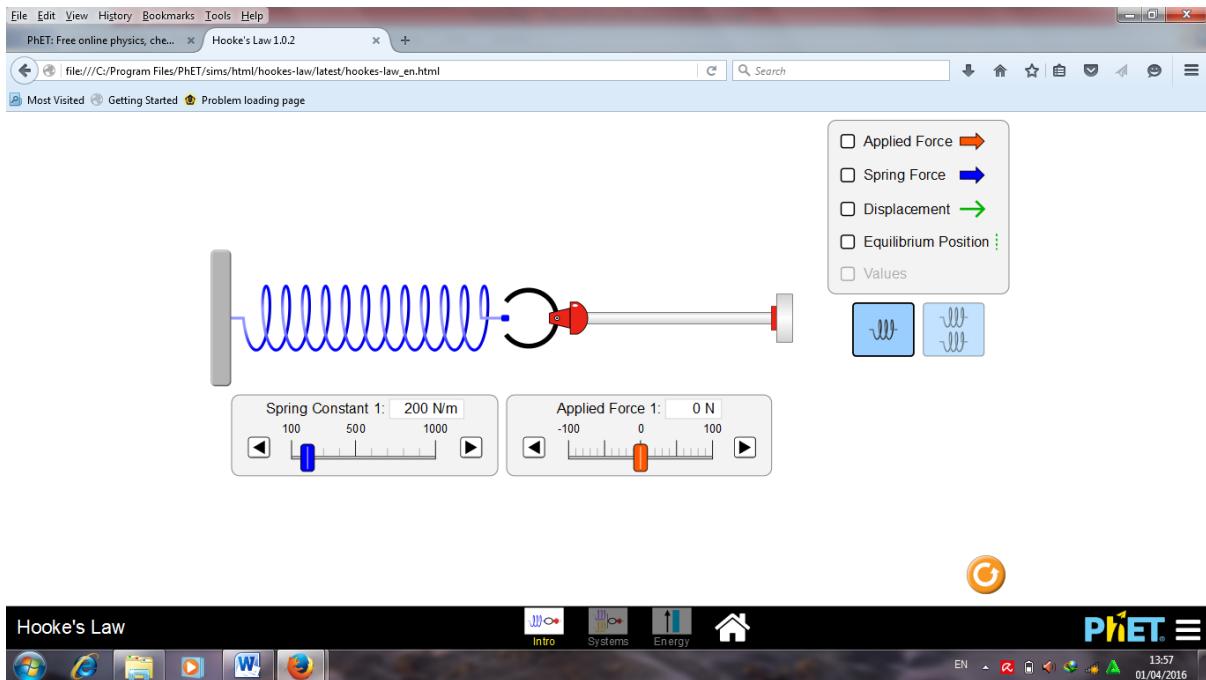 File Edit View History Bookmarks Tools Help
PhET: Free online physics, che... × Hooke's Law 1.0.2 × +
file:///C:/Program Files/PhET/sims/html/hookes-law/latest/hookes-law_en.html Search
Most Visited Getting Started Problem loading page
Applied Force
Spring Force
Displacement
Equilibrium Position
Values
Spring Constant 1: 200 N/m
100 500 1000
Applied Force 1: 0 N
-100 0 100
Hooke's Law
Intro Systems Energy
PhET
EN 13:57
01/04/2016